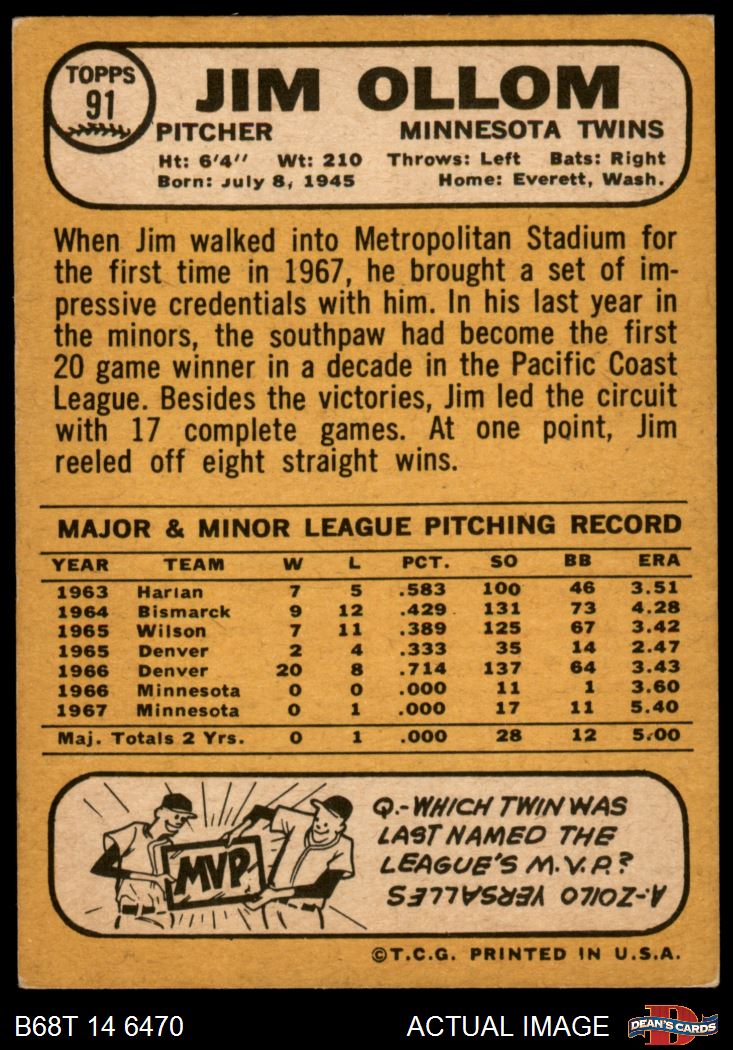 TOPPS
91
JIM OLLOM
PITCHER MINNESOTA TWINS
Ht: 6'4'' Wt: 210 Throws: Left Bats: Right
Born: July 8, 1945 Home: Everett, Wash.
When Jim walked into Metropolitan Stadium for
the first time in 1967, he brought a set of im-
pressive credentials with him. In his last year in
the minors, the southpaw had become the first
20 game winner in a decade in the Pacific Coast
League. Besides the victories, Jim led the circuit
with 17 complete games. At one point, Jim
reeled off eight straight wins.
MAJOR & MINOR LEAGUE PITCHING RECORD
YEAR TEAM W L PCT. SO BB ERA
1963 Harlan 7 5 .583 100 46 3.51
1964 Bismarck 9 12 .429 131 73 4.28
1965 Wilson 7 11 .389 125 67 3.42
1965 Denver 2 4 .333 35 14 2.47
1966 Denver 20 8 .714 137 64 3.43
1966 Minnesota 0 0 .000 11 1 3.60
1967 Minnesota 0 1 .000 17 11 5.40
Maj. Totals 2 Yrs. 0 1 .000 28 12 5.00
MVP
Q.-WHICH TWIN WAS
LAST NAMED THE
LEAGUE'S M.V.P.?
A-ZOILO VERSALLES
©T.C.G. PRINTED IN U.S.A.
B68T 14 6470 ACTUAL IMAGE D DEAN'S CARDS